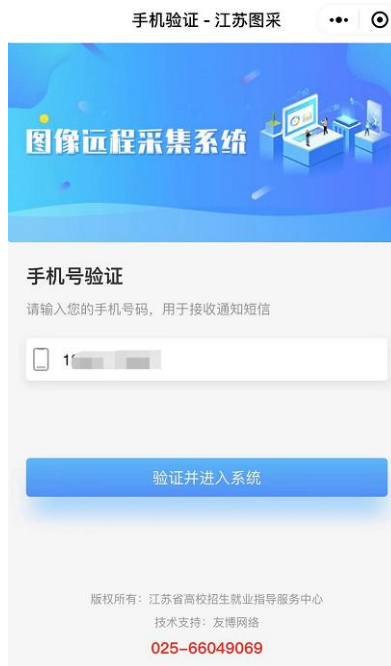 手机验证 - 江苏图采
图像远程采集系统
手机号验证
请输入您的手机号码，用于接收通知短信
1
验证并进入系统
版权所有：江苏省高校招生就业指导服务中心
技术支持：友博网络
025-66049069